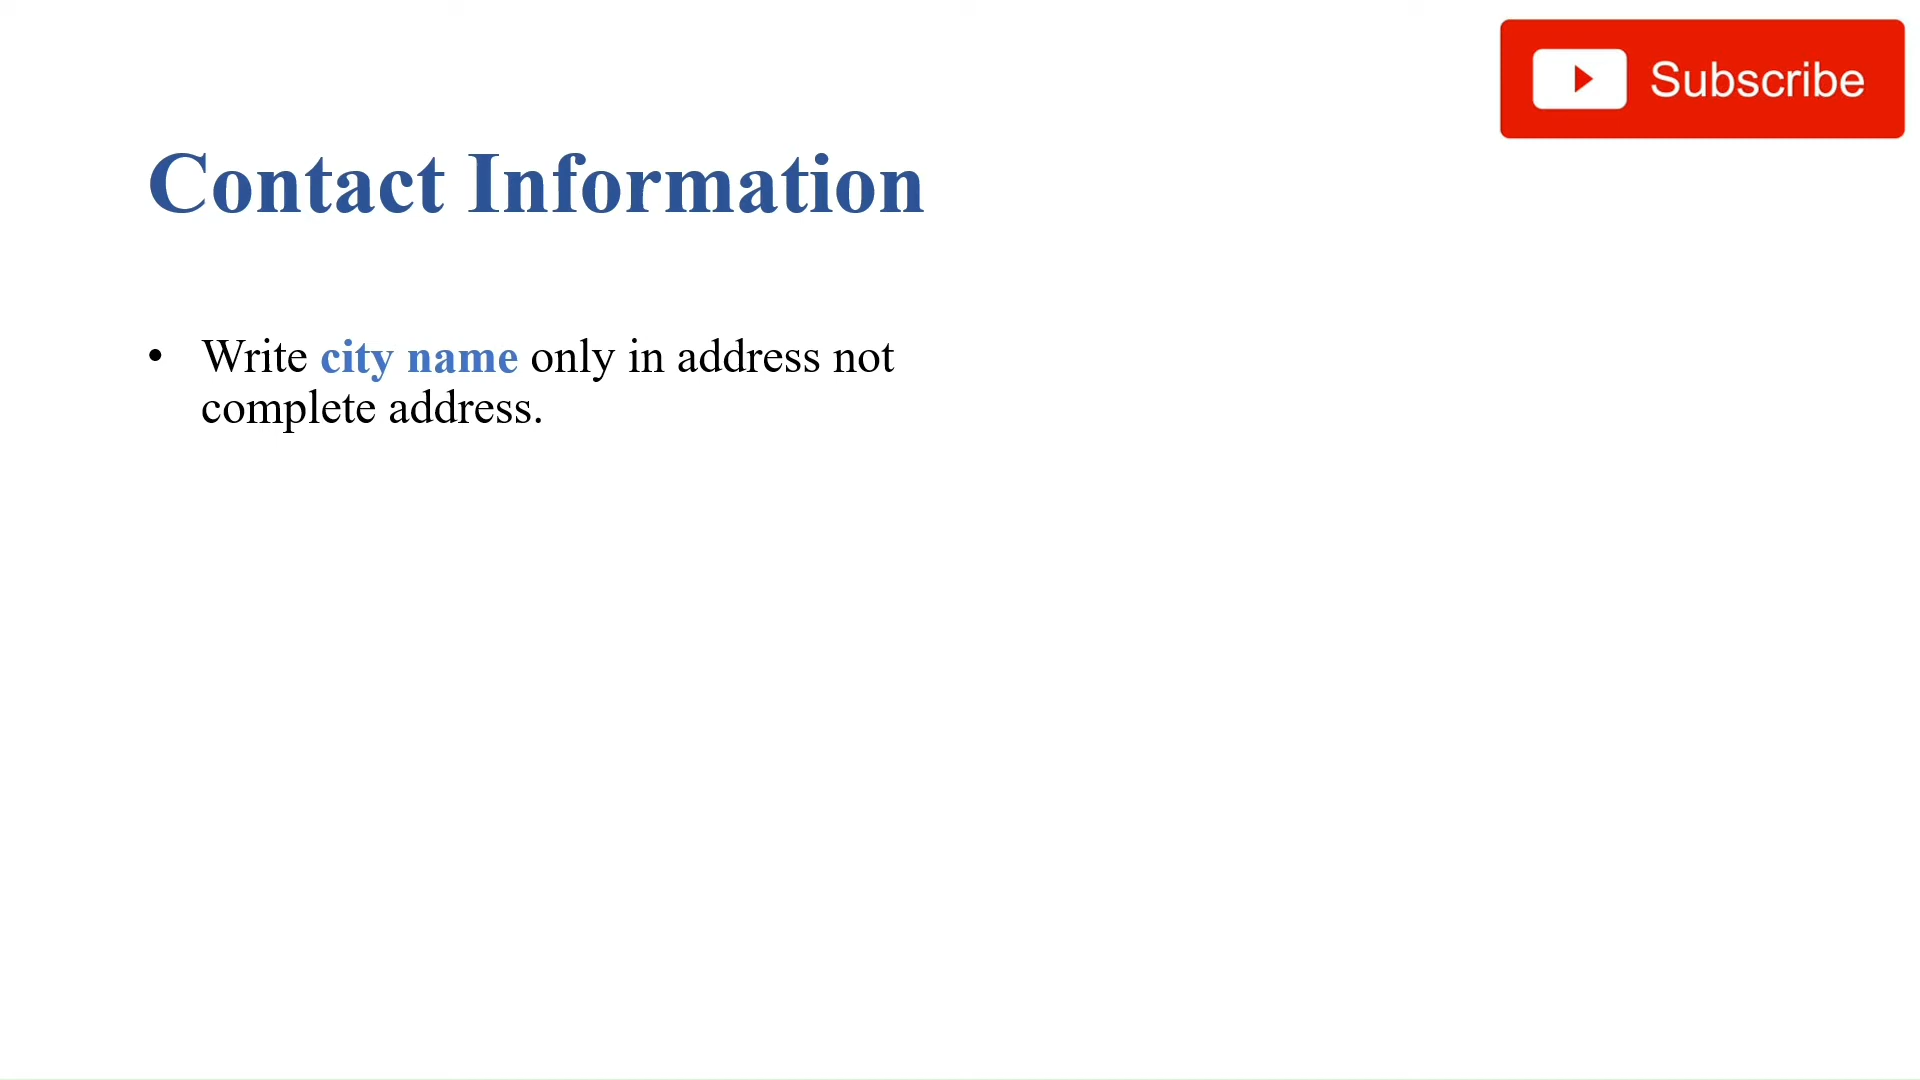 Subscribe
Contact Information
• Write city name only in address not
complete address.